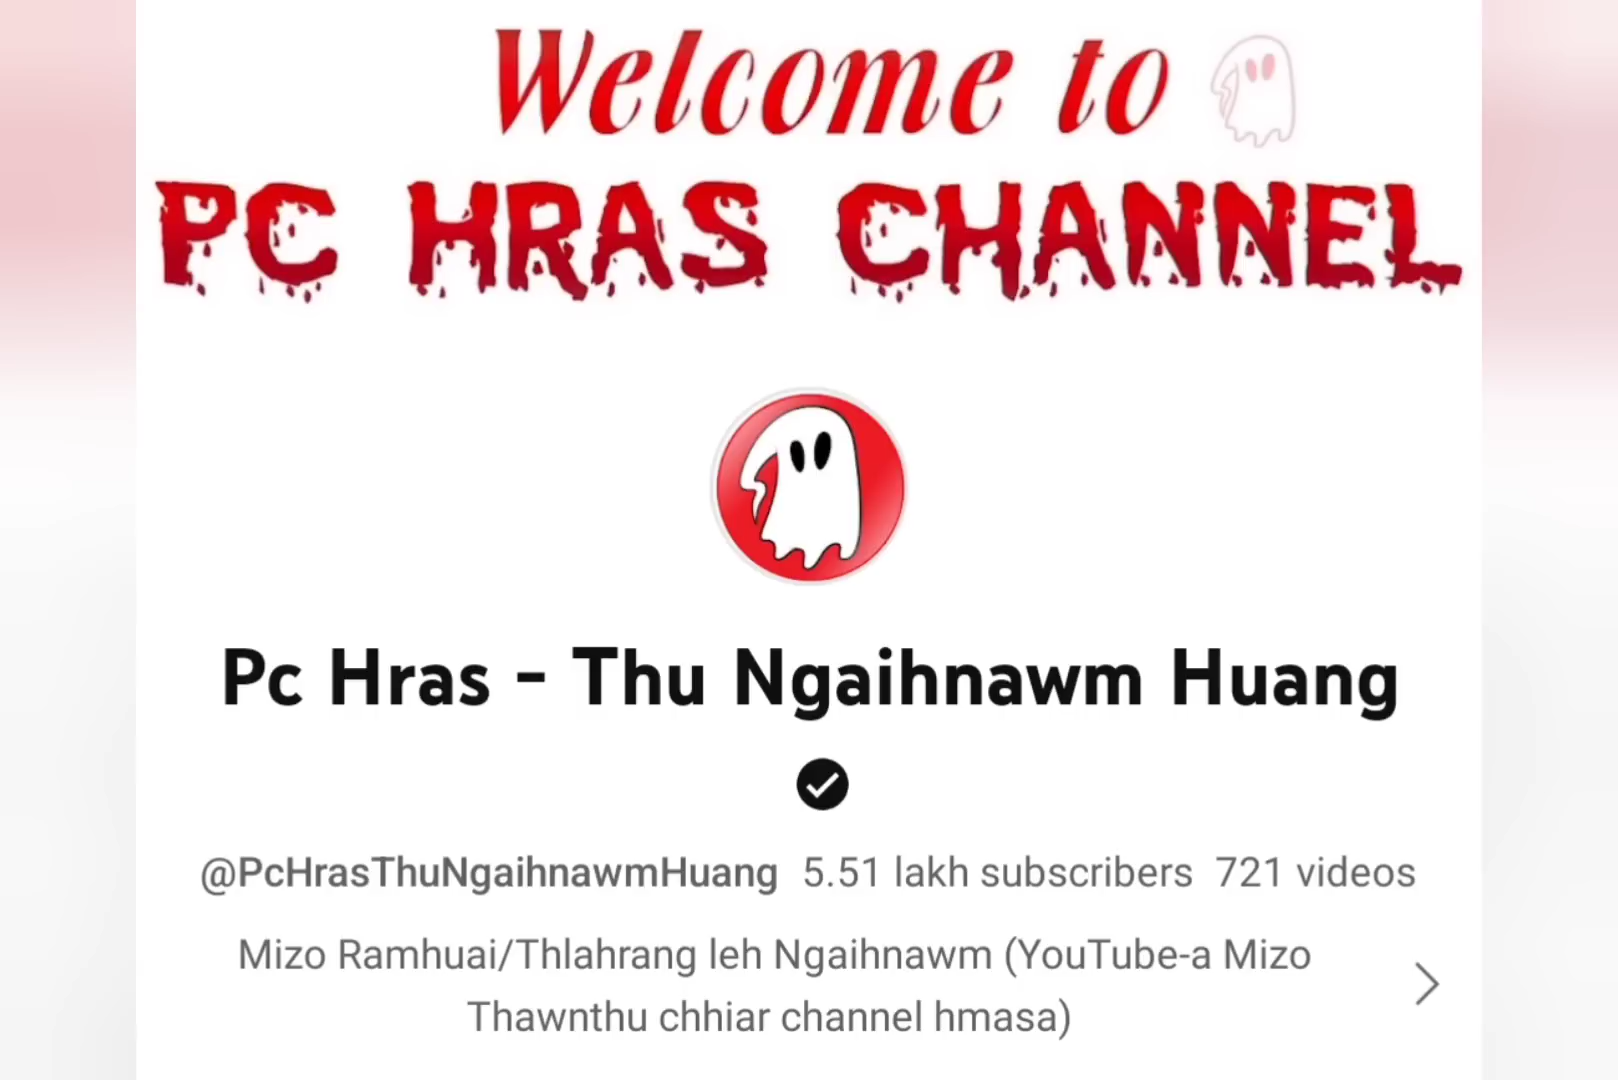 Welcome to
PC HRAS CHANNEL
Pc Hras - Thu Ngaihnawm Huang
@PcHrasThuNgaihnawmHuang 5.51 lakh subscribers 721 videos
Mizo Ramhuai/Thlahrang leh Ngaihnawm (YouTube-a Mizo
Thawnthu chhiar channel hmasa)